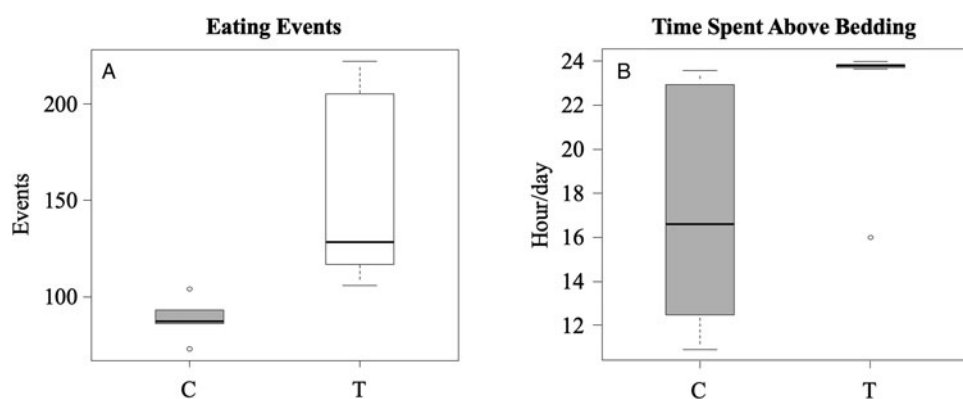 Eating Events
A
200
150
100
Events
C T
Time Spent Above Bedding
B
24
22
20
18
16
14
12
Hour/day
C T